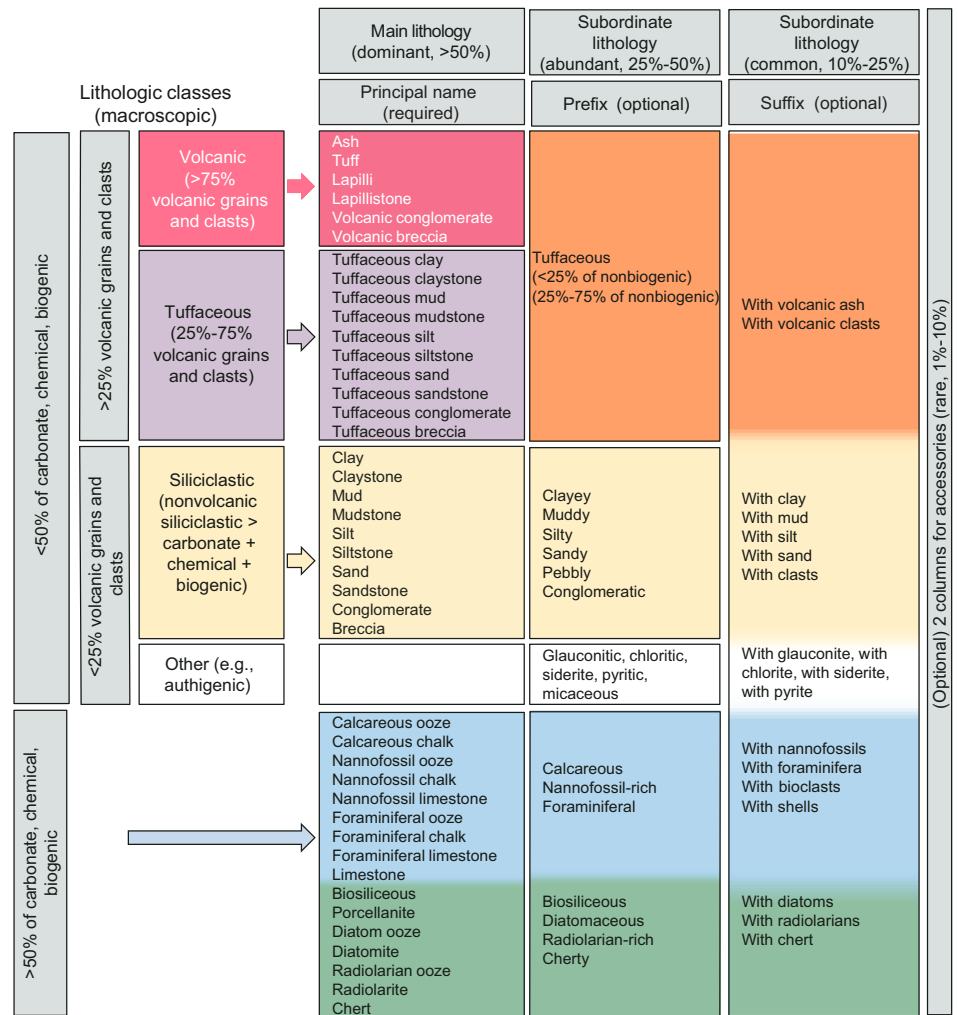 Main lithology
(dominant, >50%)
Subordinate
lithology
(abundant, 25%-50%)
Subordinate
lithology
(common, 10%-25%)
Lithologic classes
(macroscopic)
Principal name
(required)
Prefix (optional)
Suffix (optional)
<50% of carbonate, chemical, biogenic
>25% volcanic grains and clasts
Volcanic
(>75%
volcanic grains
and clasts)
Ash
Tuff
Lapilli
Lapillistone
Volcanic conglomerate
Volcanic breccia
Tuffaceous
(25%-75%
volcanic grains
and clasts)
Tuffaceous clay
Tuffaceous claystone
Tuffaceous mud
Tuffaceous mudstone
Tuffaceous silt
Tuffaceous siltstone
Tuffaceous sand
Tuffaceous sandstone
Tuffaceous conglomerate
Tuffaceous breccia
Tuffaceous
(<25% of nonbiogenic)
(25%-75% of nonbiogenic)
With volcanic ash
With volcanic clasts
<25% volcanic grains and
clasts
Siliciclastic
(nonvolcanic
siliciclastic >
carbonate +
chemical +
biogenic)
Clay
Claystone
Mud
Mudstone
Silt
Siltstone
Sand
Sandstone
Conglomerate
Breccia
Clayey
Muddy
Silty
Sandy
Pebbly
Conglomeratic
With clay
With mud
With silt
With sand
With clasts
Other (e.g.,
authigenic)
Glauconitic, chloritic,
siderite, pyritic,
micaceous
With glauconite, with
chlorite, with siderite,
with pyrite
>50% of carbonate, chemical,
biogenic
Calcareous ooze
Calcareous chalk
Nannofossil ooze
Nannofossil chalk
Nannofossil limestone
Foraminiferal ooze
Foraminiferal chalk
Foraminiferal limestone
Limestone
Calcareous
Nannofossil-rich
Foraminiferal
With nannofossils
With foraminifera
With bioclasts
With shells
Biosiliceous
Porcellanite
Diatom ooze
Diatomite
Radiolarian ooze
Radiolarite
Chert
Biosiliceous
Diatomaceous
Radiolarian-rich
Cherty
With diatoms
With radiolarians
With chert
(Optional) 2 columns for accessories (rare, 1%-10%)